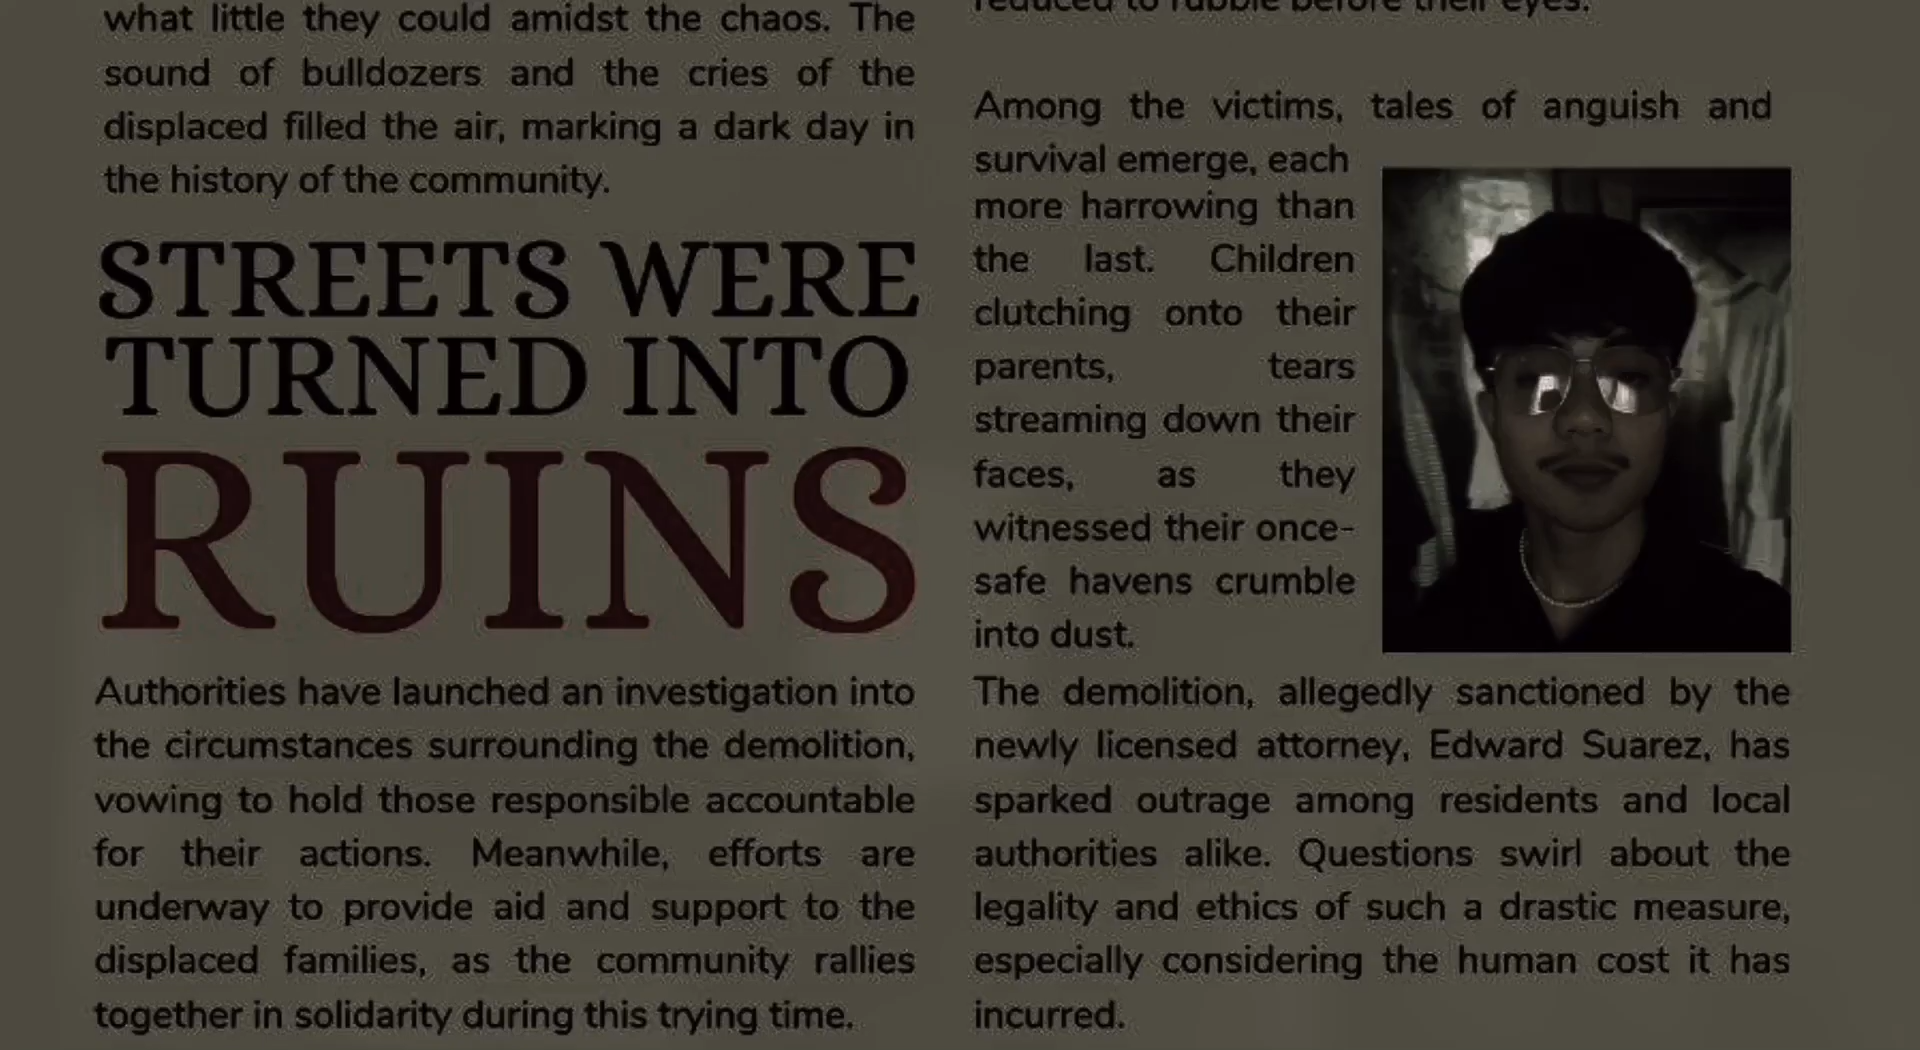 what little they could amidst the chaos. The
sound of bulldozers and the cries of the
displaced filled the air, marking a dark day in
the history of the community.
STREETS WERE
TURNED INTO
RUINS
Authorities have launched an investigation into
the circumstances surrounding the demolition,
vowing to hold those responsible accountable
for their actions. Meanwhile, efforts are
underway to provide aid and support to the
displaced families, as the community rallies
together in solidarity during this trying time.
reduced to rubble before their eyes.
Among the victims, tales of anguish and
survival emerge, each
more harrowing than
the last. Children
clutching onto their
parents, tears
streaming down their
faces, as they
witnessed their once-
safe havens crumble
into dust.
The demolition, allegedly sanctioned by the
newly licensed attorney, Edward Suarez, has
sparked outrage among residents and local
authorities alike. Questions swirl about the
legality and ethics of such a drastic measure,
especially considering the human cost it has
incurred.